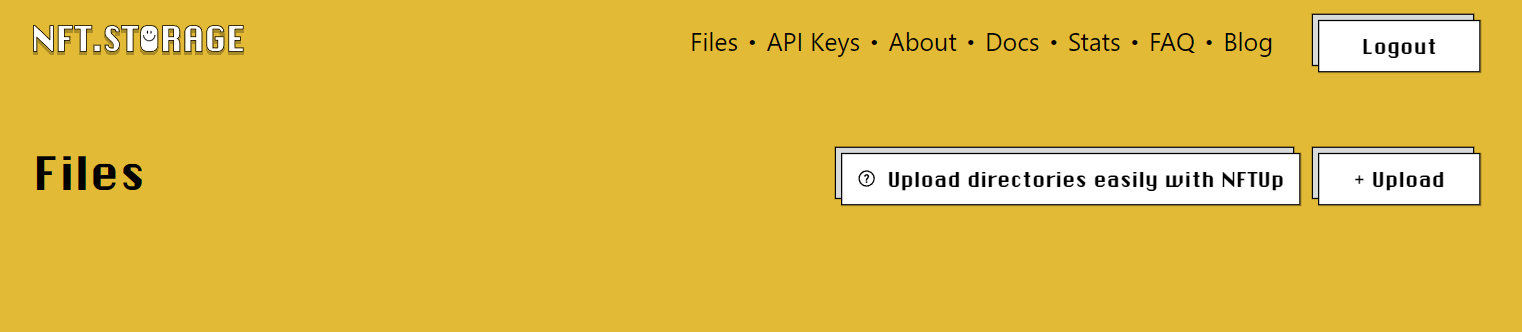 NFT.STORAGE
Files • API Keys • About • Docs • Stats • FAQ • Blog
Logout
Files
? Upload directories easily with NFTUp
+ Upload